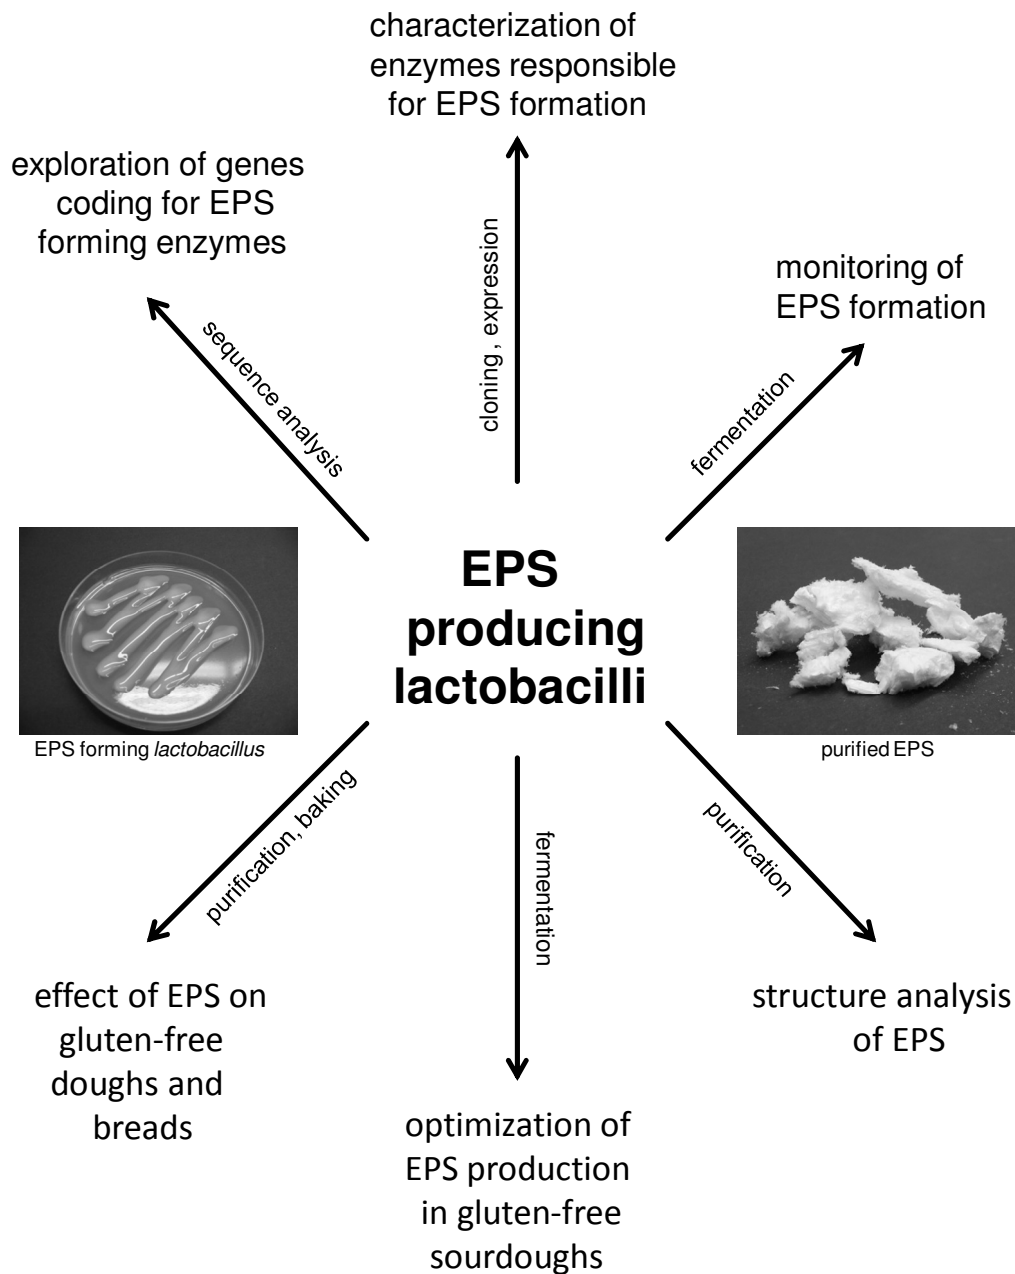 characterization of
enzymes responsible
for EPS formation
exploration of genes
coding for EPS
forming enzymes
monitoring of
EPS formation
sequence analysis
cloning , expression
fermentation
EPS
producing
lactobacilli
EPS forming lactobacillus
purified EPS
purification, baking
fermentation
purification
effect of EPS on
gluten-free
doughs and
breads
structure analysis
of EPS
optimization of
EPS production
in gluten-free
sourdoughs